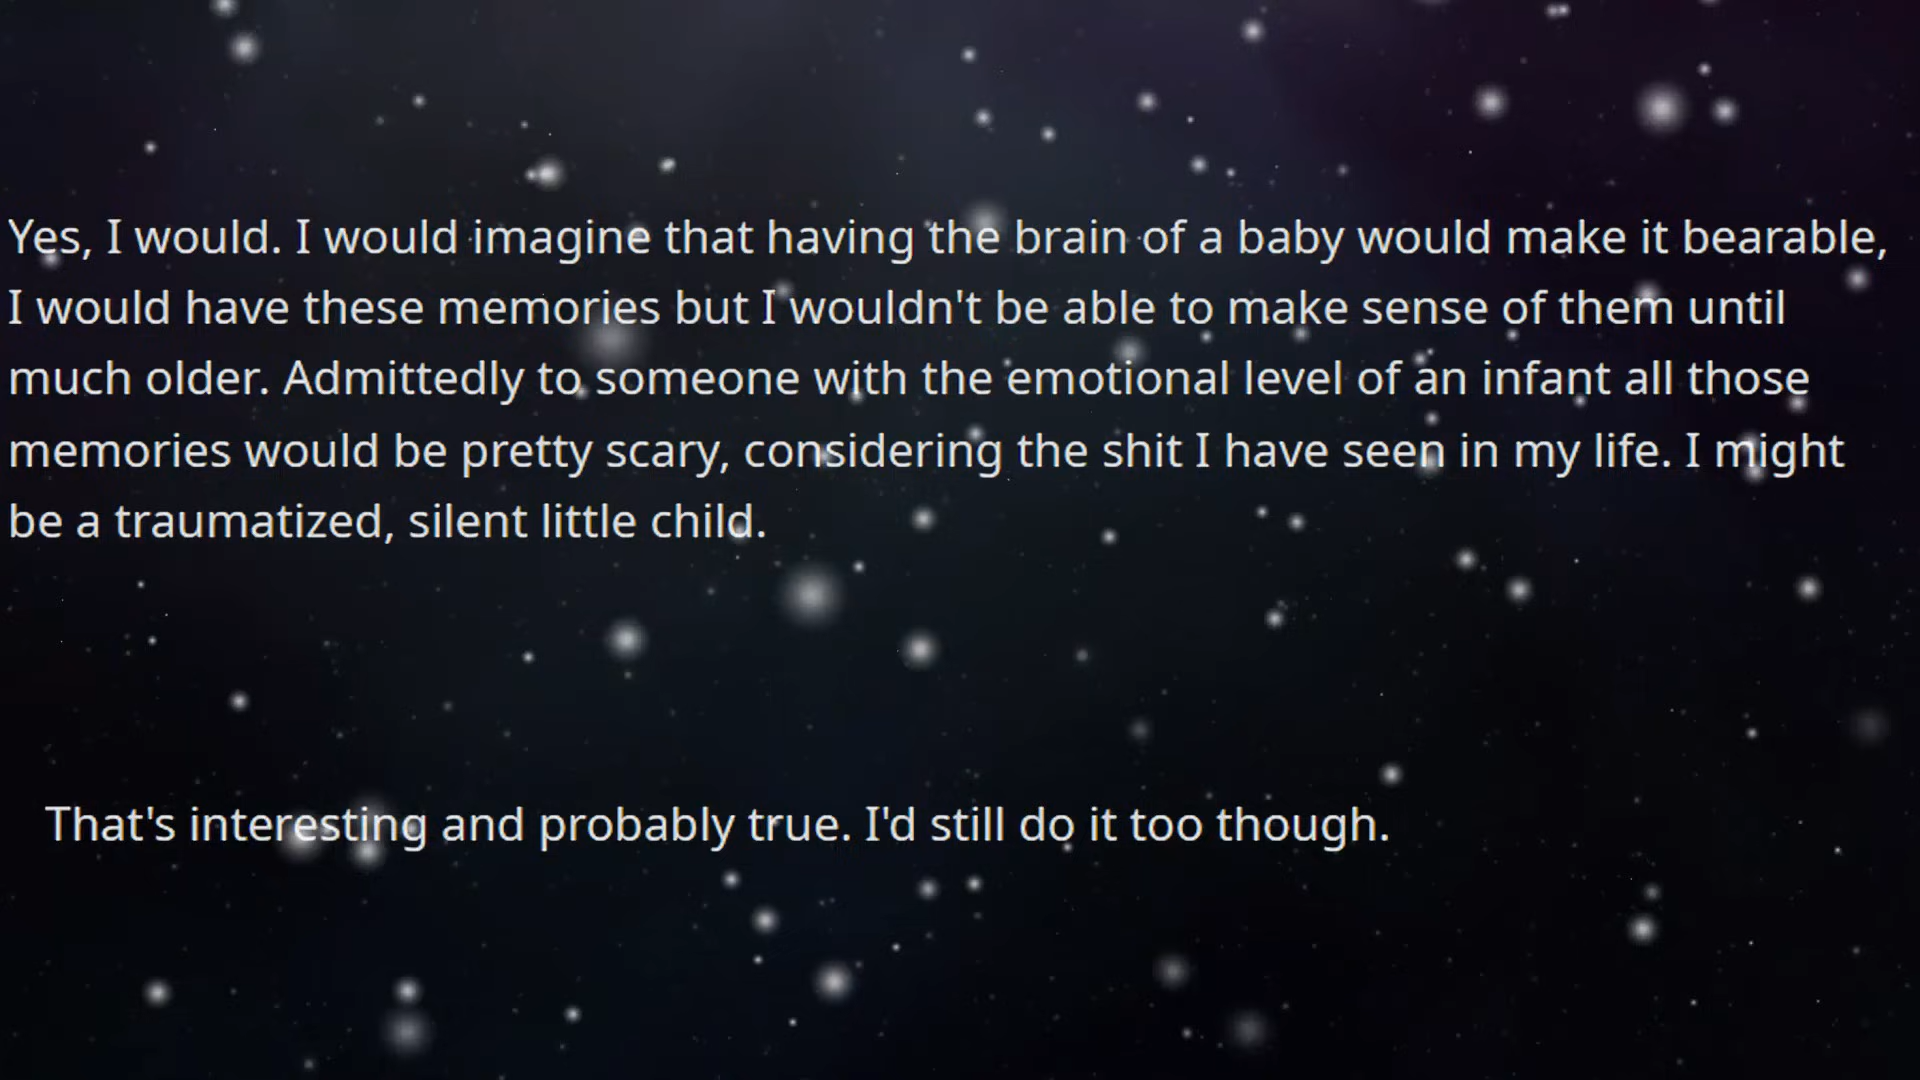 Yes, I would. I would imagine that having the brain of a baby would make it bearable,
I would have these memories but I wouldn't be able to make sense of them until
much older. Admittedly to someone with the emotional level of an infant all those
memories would be pretty scary, considering the shit I have seen in my life. I might
be a traumatized, silent little child.
That's interesting and probably true. I'd still do it too though.